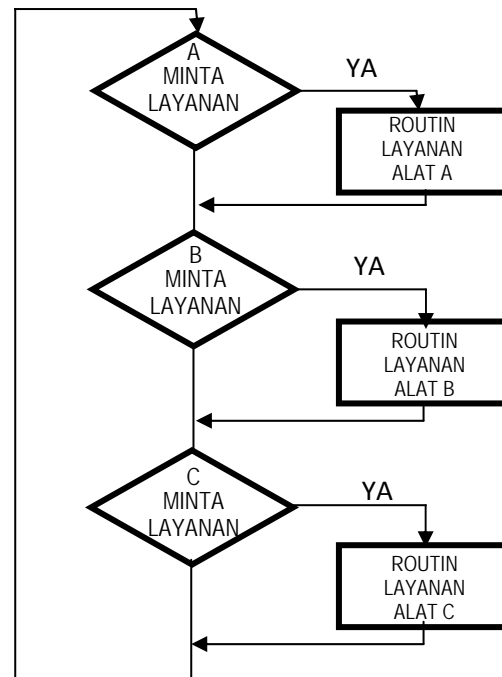 A
MINTA
LAYANAN
YA
ROUTIN
LAYANAN
ALAT A
B
MINTA
LAYANAN
YA
ROUTIN
LAYANAN
ALAT B
C
MINTA
LAYANAN
YA
ROUTIN
LAYANAN
ALAT C